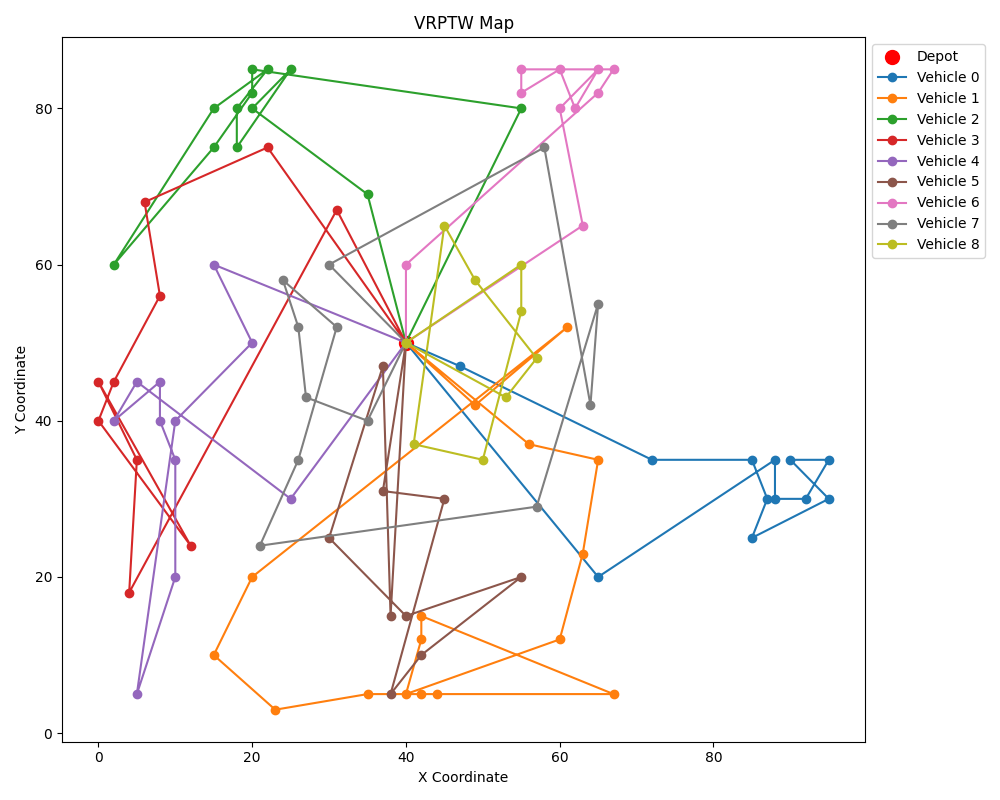 VRPTW Map
Depot
Vehicle 0
Vehicle 1
Vehicle 2
Vehicle 3
Vehicle 4
Vehicle 5
Vehicle 6
Vehicle 7
Vehicle 8
Y Coordinate
80
60
40
20
0
0 20 40 60 80
X Coordinate